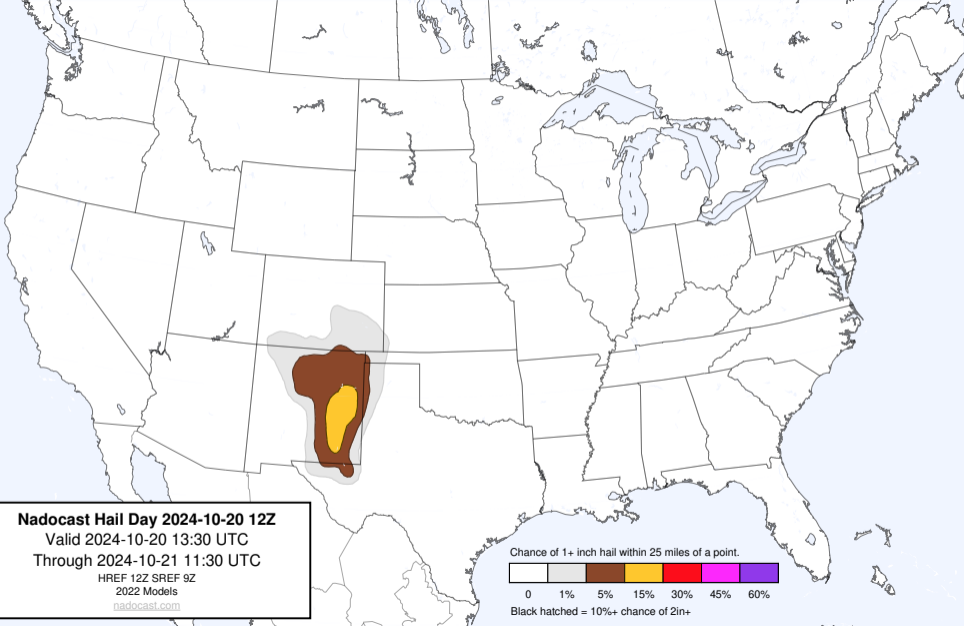 Nadocast Hail Day 2024-10-20 12Z
Valid 2024-10-20 13:30 UTC
Through 2024-10-21 11:30 UTC
HREF 12Z SREF 9Z
2022 Models
nadocast.com
Chance of 1+ inch hail within 25 miles of a point.
0 1% 5% 15% 30% 45% 60%
Black hatched = 10%+ chance of 2in+